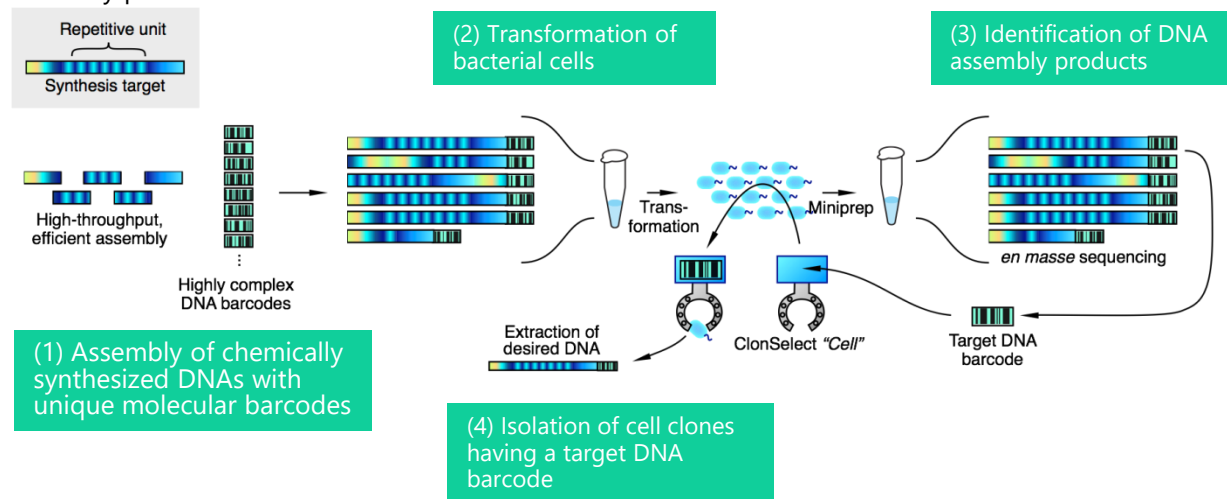 Repetitive unit
Synthesis target
High-throughput,
efficient assembly
Highly complex
DNA barcodes
(1) Assembly of chemically
synthesized DNAs with
unique molecular barcodes
(2) Transformation of
bacterial cells
Trans-
formation
Miniprep
(3) Identification of DNA
assembly products
en masse sequencing
Target DNA
barcode
ClonSelect "Cell"
Extraction of
desired DNA
(4) Isolation of cell clones
having a target DNA
barcode